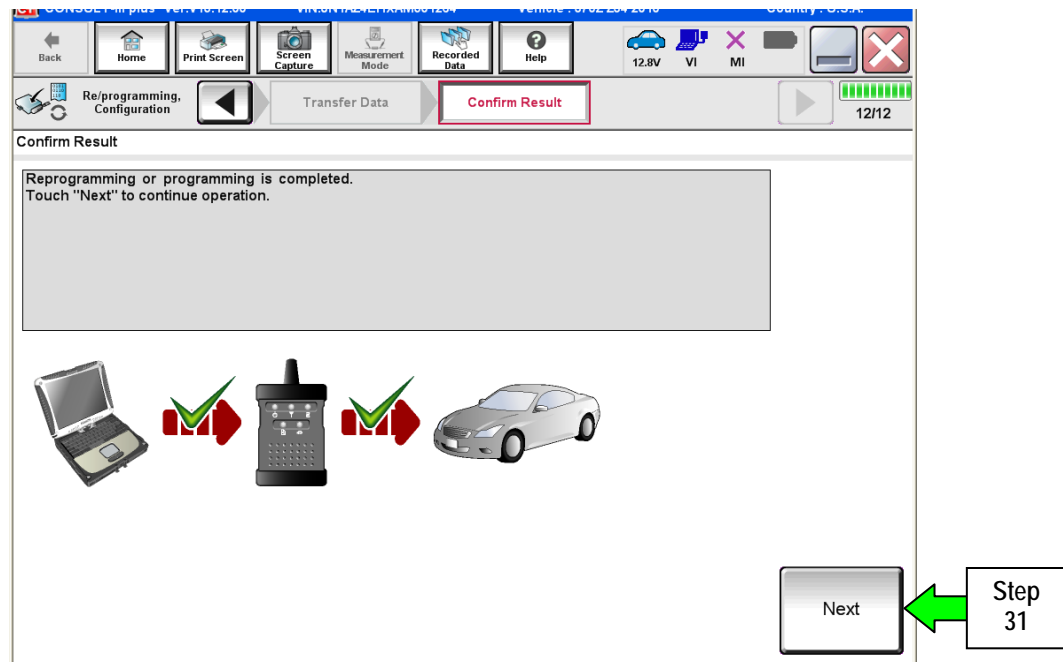 Back
Home
Print Screen
Screen
Capture
Measurement
Mode
Recorded
Data
Help
12.8V
VI
MI
Re/programming,
Configuration
Transfer Data
Confirm Result
12/12
Confirm Result
Reprogramming or programming is completed.
Touch "Next" to continue operation.
Next
Step
31